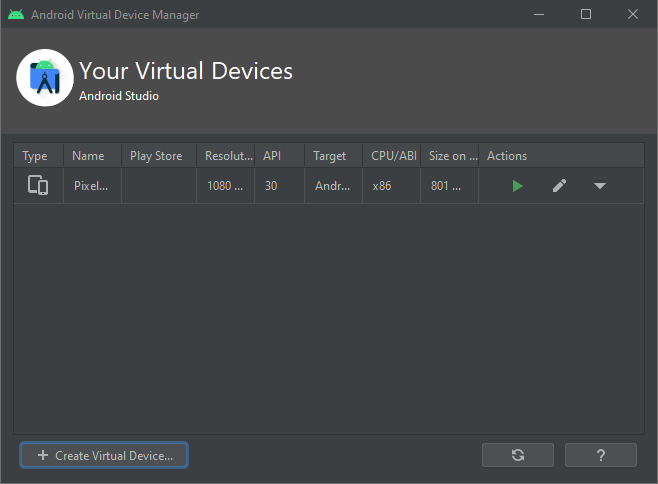 Android Virtual Device Manager
Your Virtual Devices
Android Studio
Type Name Play Store Resolut... API Target CPU/ABI Size on ... Actions
Pixel... 1080 ... 30 Andr... x86 801 ...
+ Create Virtual Device...
?